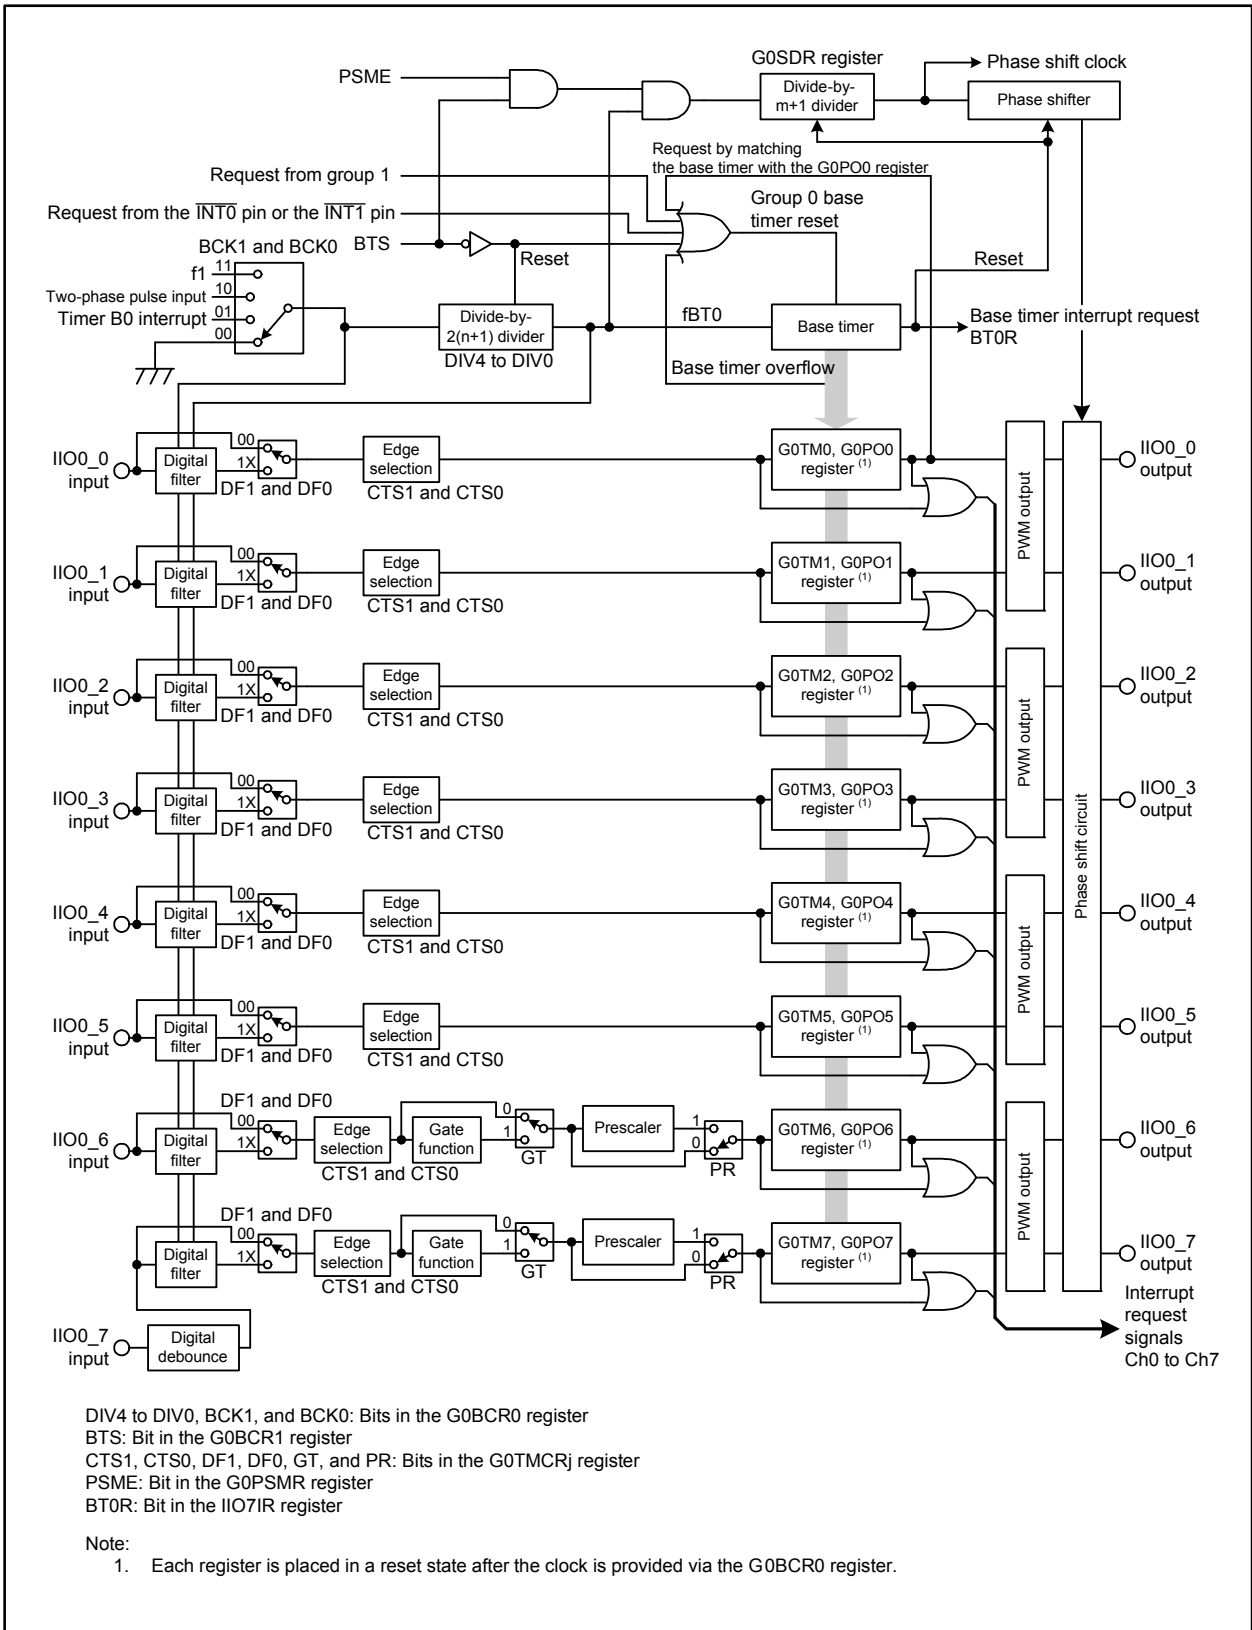 G0SDR register
PSME
Divide-by-
m+1 divider
Phase shift clock
Phase shifter
Request by matching
the base timer with the G0PO0 register
Request from group 1
Request from the INT0 pin or the INT1 pin
BTS
Group 0 base
timer reset
BCK1 and BCK0
Reset
Reset
f1
11
Two-phase pulse input
10
Timer B0 interrupt
01
00
Divide-by-
2(n+1) divider
DIV4 to DIV0
fBT0
Base timer
Base timer interrupt request
BT0R
Base timer overflow
IIO0_0
input
Digital
filter
00
1X
DF1 and DF0
Edge
selection
CTS1 and CTS0
G0TM0, G0PO0
register (1)
PWM output
Phase shift circuit
IIO0_0
output
IIO0_1
input
Digital
filter
00
1X
DF1 and DF0
Edge
selection
CTS1 and CTS0
G0TM1, G0PO1
register (1)
IIO0_1
output
IIO0_2
input
Digital
filter
00
1X
DF1 and DF0
Edge
selection
CTS1 and CTS0
G0TM2, G0PO2
register (1)
PWM output
IIO0_2
output
IIO0_3
input
Digital
filter
00
1X
DF1 and DF0
Edge
selection
CTS1 and CTS0
G0TM3, G0PO3
register (1)
IIO0_3
output
IIO0_4
input
Digital
filter
00
1X
DF1 and DF0
Edge
selection
CTS1 and CTS0
G0TM4, G0PO4
register (1)
PWM output
IIO0_4
output
IIO0_5
input
Digital
filter
00
1X
DF1 and DF0
Edge
selection
CTS1 and CTS0
G0TM5, G0PO5
register (1)
IIO0_5
output
IIO0_6
input
Digital
filter
DF1 and DF0
00
1X
Edge
selection
CTS1 and CTS0
Gate
function
0
1
GT
Prescaler
1
0
PR
G0TM6, G0PO6
register (1)
PWM output
IIO0_6
output
DF1 and DF0
Digital
filter
00
1X
Edge
selection
CTS1 and CTS0
Gate
function
0
1
GT
Prescaler
1
0
PR
G0TM7, G0PO7
register (1)
IIO0_7
output
IIO0_7
input
Digital
debounce
Interrupt
request
signals
Ch0 to Ch7
DIV4 to DIV0, BCK1, and BCK0: Bits in the G0BCR0 register
BTS: Bit in the G0BCR1 register
CTS1, CTS0, DF1, DF0, GT, and PR: Bits in the G0TMCRj register
PSME: Bit in the G0PSMR register
BT0R: Bit in the IIO7IR register
Note:
1. Each register is placed in a reset state after the clock is provided via the G0BCR0 register.